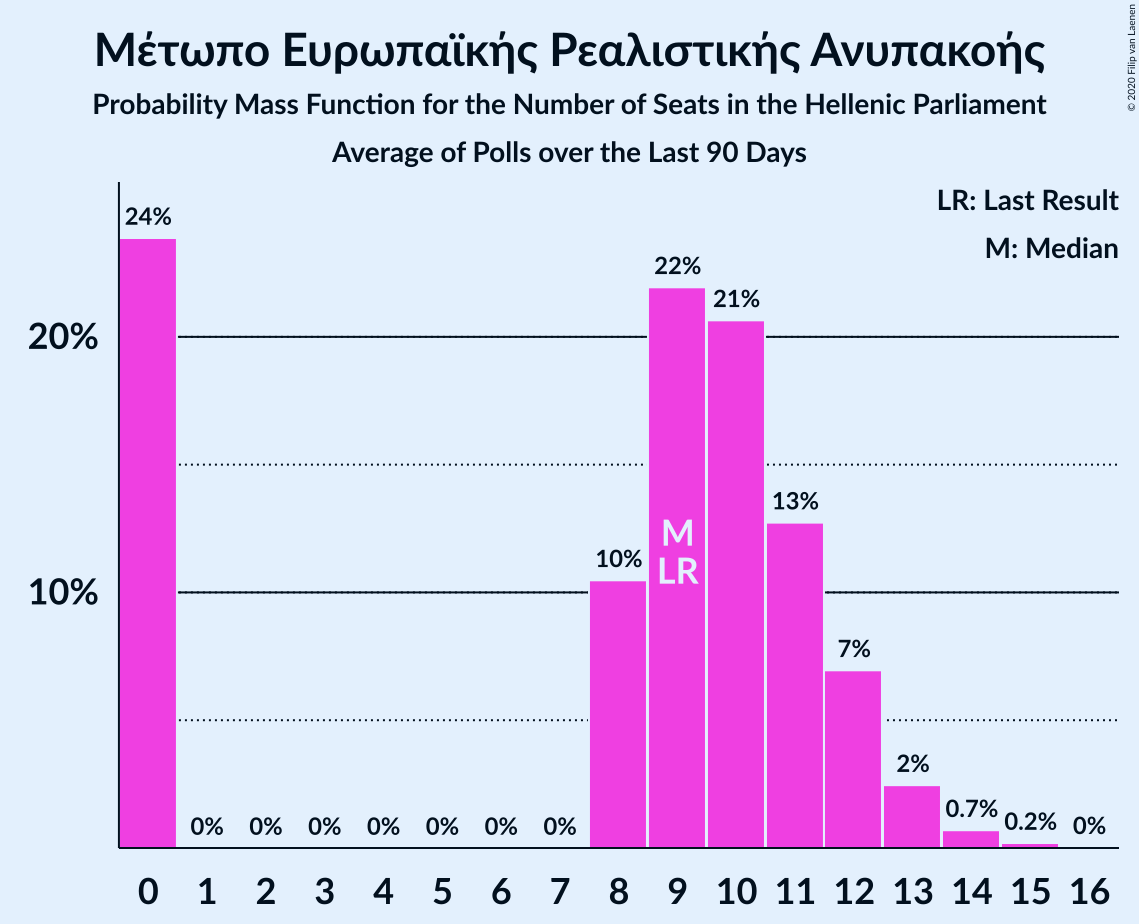 Μέτωπο Ευρωπαϊκής Ρεαλιστικής Ανυπακοής
Probability Mass Function for the Number of Seats in the Hellenic Parliament
Average of Polls over the Last 90 Days
© 2020 Filip van Laenen
LR: Last Result
M: Median
24%
22%
21%
20%
13%
M
LR
10%
10%
7%
2%
0.7%
0.2%
0% 0% 0% 0% 0% 0% 0% 0%
0 1 2 3 4 5 6 7 8 9 10 11 12 13 14 15 16